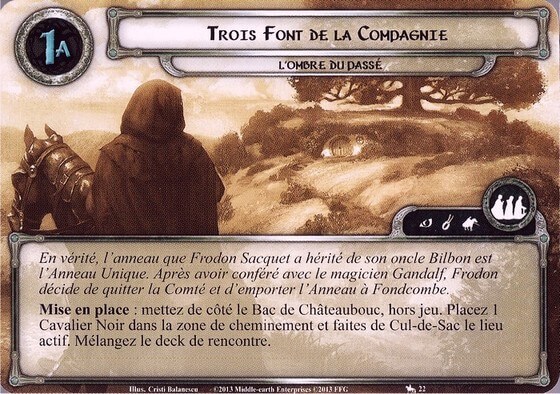 1A
Trois Font de la Compagnie
L'ombre du passé
En vérité, l'anneau que Frodon Sacquet a hérité de son oncle Bilbon est
l'Anneau Unique. Après avoir conféré avec le magicien Gandalf, Frodon
décide de quitter la Comté et d'emporter l'Anneau à Fondcombe.
Mise en place : mettez de côté le Bac de Châteaubouc, hors jeu. Placez 1
Cavalier Noir dans la zone de cheminement et faites de Cul-de-Sac le lieu
actif. Mélangez le deck de rencontre.
Illus. Cristi Balanescu ©2013 Middle-earth Enterprises ©2013 FFG 22